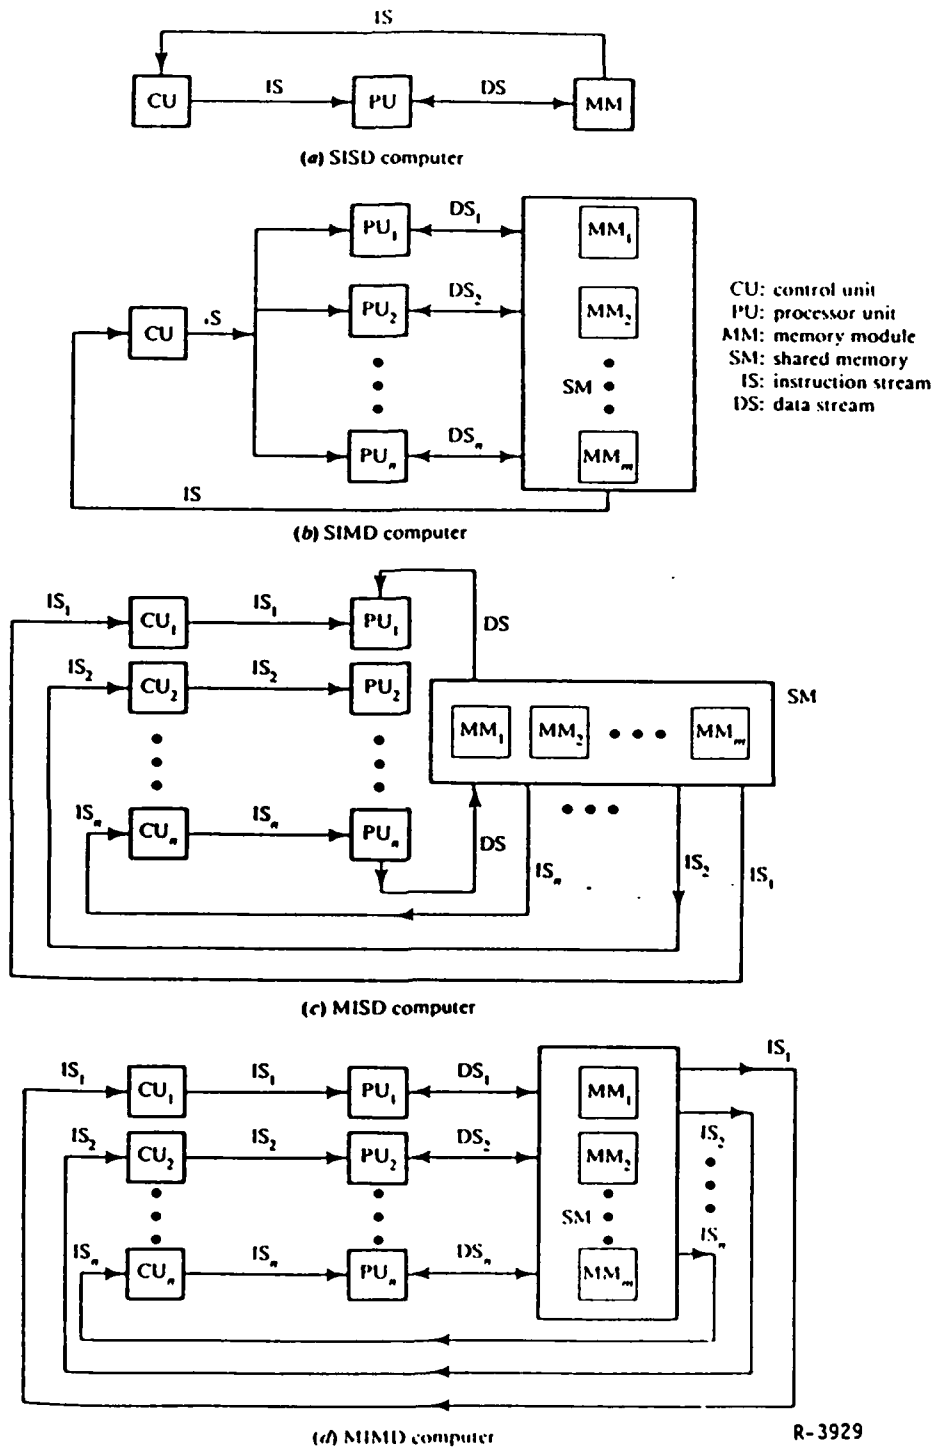 IS
CU IS PU DS MM
(a) SISD computer
PU₁ DS₁ MM₁
PU₂ DS₂ MM₂
CU .S
SM
PUₙ DSₙ MMₘ
IS
(b) SIMD computer
CU: control unit
PU: processor unit
MM: memory module
SM: shared memory
IS: instruction stream
DS: data stream
IS₁ CU₁ IS₁ PU₁ DS
IS₂ CU₂ IS₂ PU₂
SM
MM₁ MM₂ MMₘ
ISₙ CUₙ ISₙ PUₙ DS
ISₙ IS₂ IS₁
(c) MISD computer
IS₁ CU₁ IS₁ PU₁ DS₁ MM₁ IS₁
IS₂ CU₂ IS₂ PU₂ DS₂ MM₂ IS₂
SM
ISₙ CUₙ ISₙ PUₙ DSₙ MMₘ ISₙ
(d) MIMD computer
R-3929